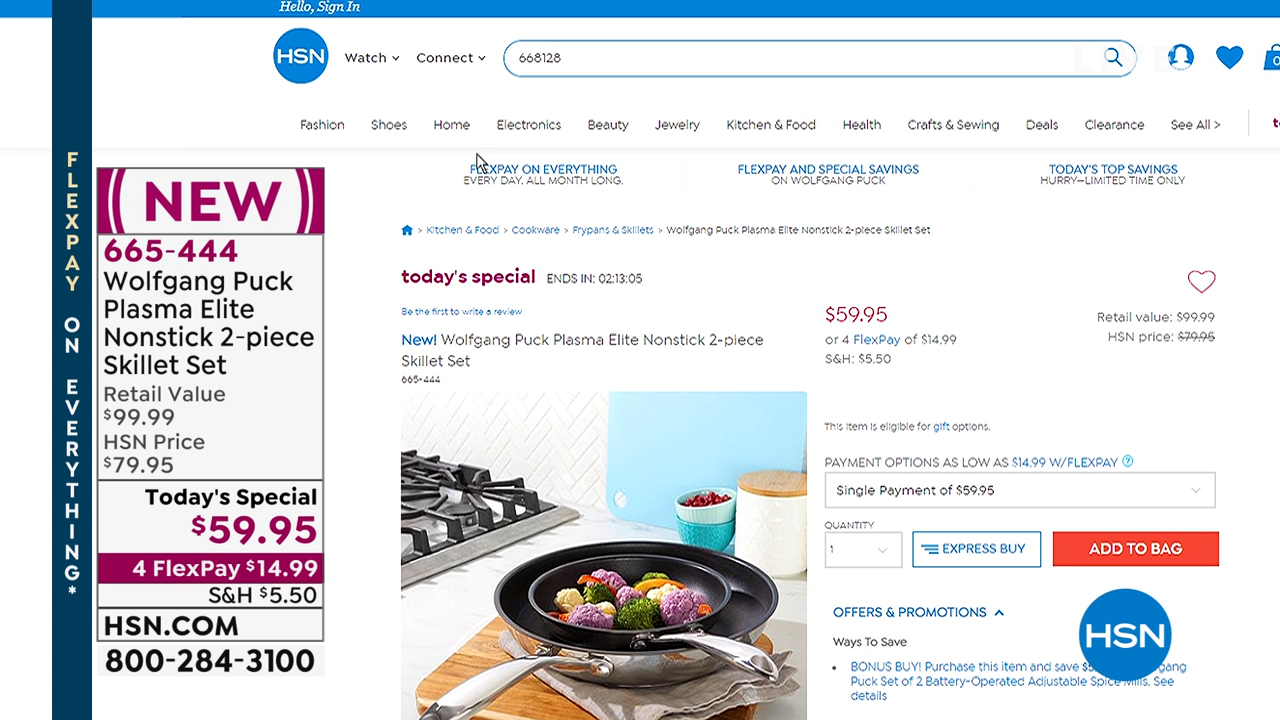 Hello, Sign In
HSN
Watch
Connect
668128
0
Fashion
Shoes
Home
Electronics
Beauty
Jewelry
Kitchen & Food
Health
Crafts & Sewing
Deals
Clearance
See All >
FLEXPAY ON EVERYTHING
EVERY DAY, ALL MONTH LONG.
FLEXPAY AND SPECIAL SAVINGS
ON WOLFGANG PUCK
TODAY'S TOP SAVINGS
HURRY—LIMITED TIME ONLY
FLEXPAY ON EVERYTHING*
NEW
665-444
Wolfgang Puck
Plasma Elite
Nonstick 2-piece
Skillet Set
Retail Value
$99.99
HSN Price
$79.95
Today's Special
$59.95
4 FlexPay $14.99
S&H $5.50
HSN.COM
800-284-3100
> Kitchen & Food > Cookware > Frypans & Skillets > Wolfgang Puck Plasma Elite Nonstick 2-piece Skillet Set
today's special ENDS IN: 02:13:05
Be the first to write a review
New! Wolfgang Puck Plasma Elite Nonstick 2-piece
Skillet Set
665-444
$59.95
or 4 FlexPay of $14.99
S&H: $5.50
Retail value: $99.99
HSN price: $79.95
This item is eligible for gift options.
PAYMENT OPTIONS AS LOW AS $14.99 W/FLEXPAY ?
Single Payment of $59.95
QUANTITY
1
EXPRESS BUY
ADD TO BAG
OFFERS & PROMOTIONS
Ways To Save
BONUS BUY! Purchase this item and save
Puck Set of 2 Battery-Operated Adjustable Spice Mills. See
details
HSN